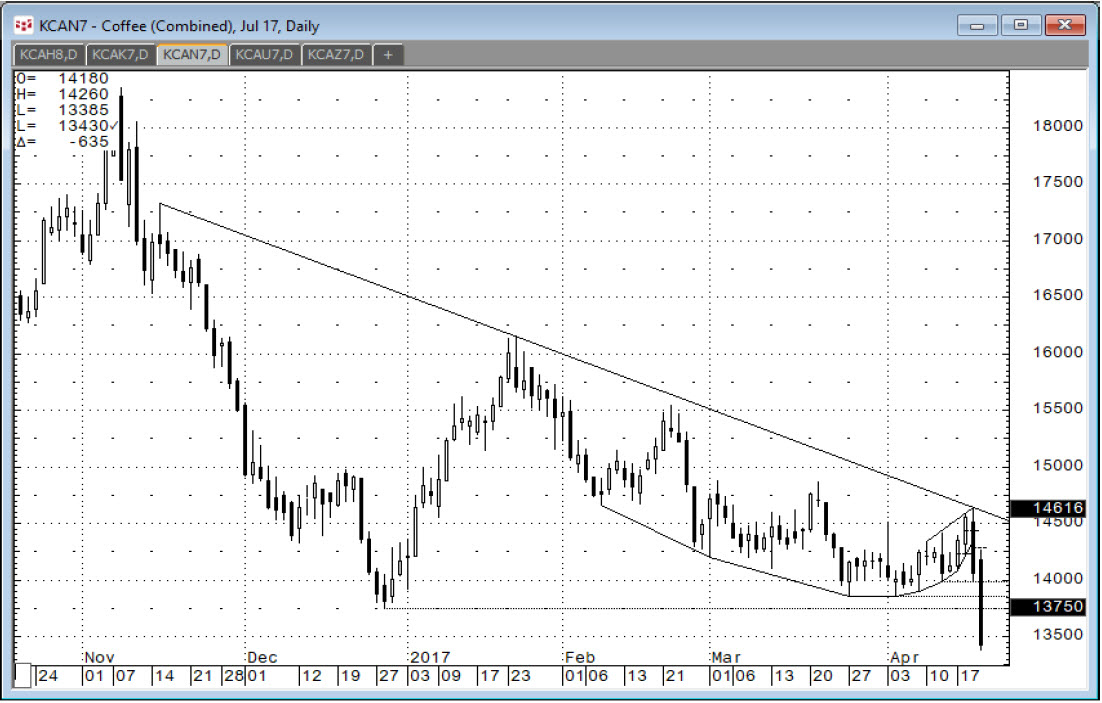 KCAN7 - Coffee (Combined), Jul 17, Daily
KCAH8,D KCAK7,D KCAN7,D KCAU7,D KCAZ7,D +
O= 14180
H= 14260
L= 13385
L= 13430✓
Δ= -635
18000
17500
17000
16500
16000
15500
15000
14616
14500
14000
13750
13500
Nov Dec 2017 Feb Mar Apr
24 01 07 14 21 28 01 12 19 27 03 09 17 23 01 06 13 21 01 06 13 20 27 03 10 17